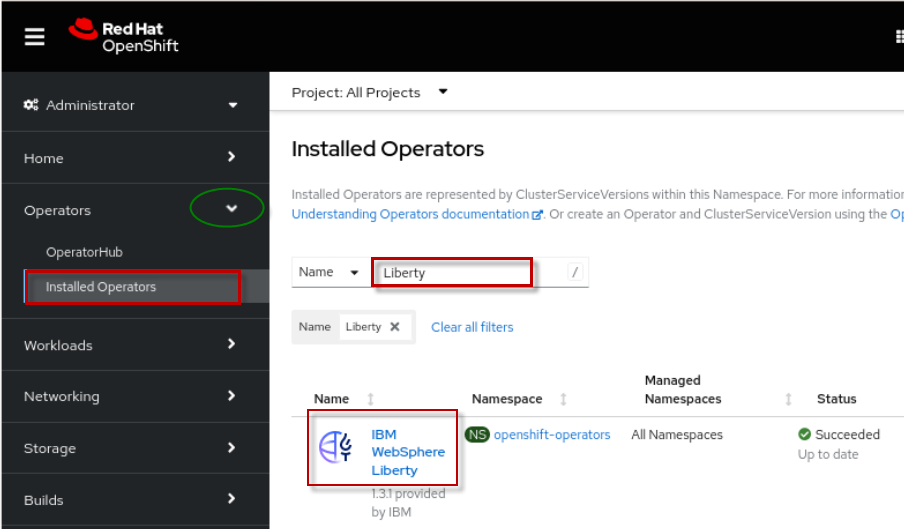 Red Hat
OpenShift
Administrator
Home
Operators
OperatorHub
Installed Operators
Workloads
Networking
Storage
Builds
Project: All Projects
Installed Operators
Installed Operators are represented by ClusterServiceVersions within this Namespace. For more information
Understanding Operators documentation. Or create an Operator and ClusterServiceVersion using the Op
Name Liberty /
Name Liberty Clear all filters
Name Namespace Managed Namespaces Status
IBM WebSphere Liberty
1.3.1 provided by IBM
NS openshift-operators
All Namespaces
Succeeded
Up to date